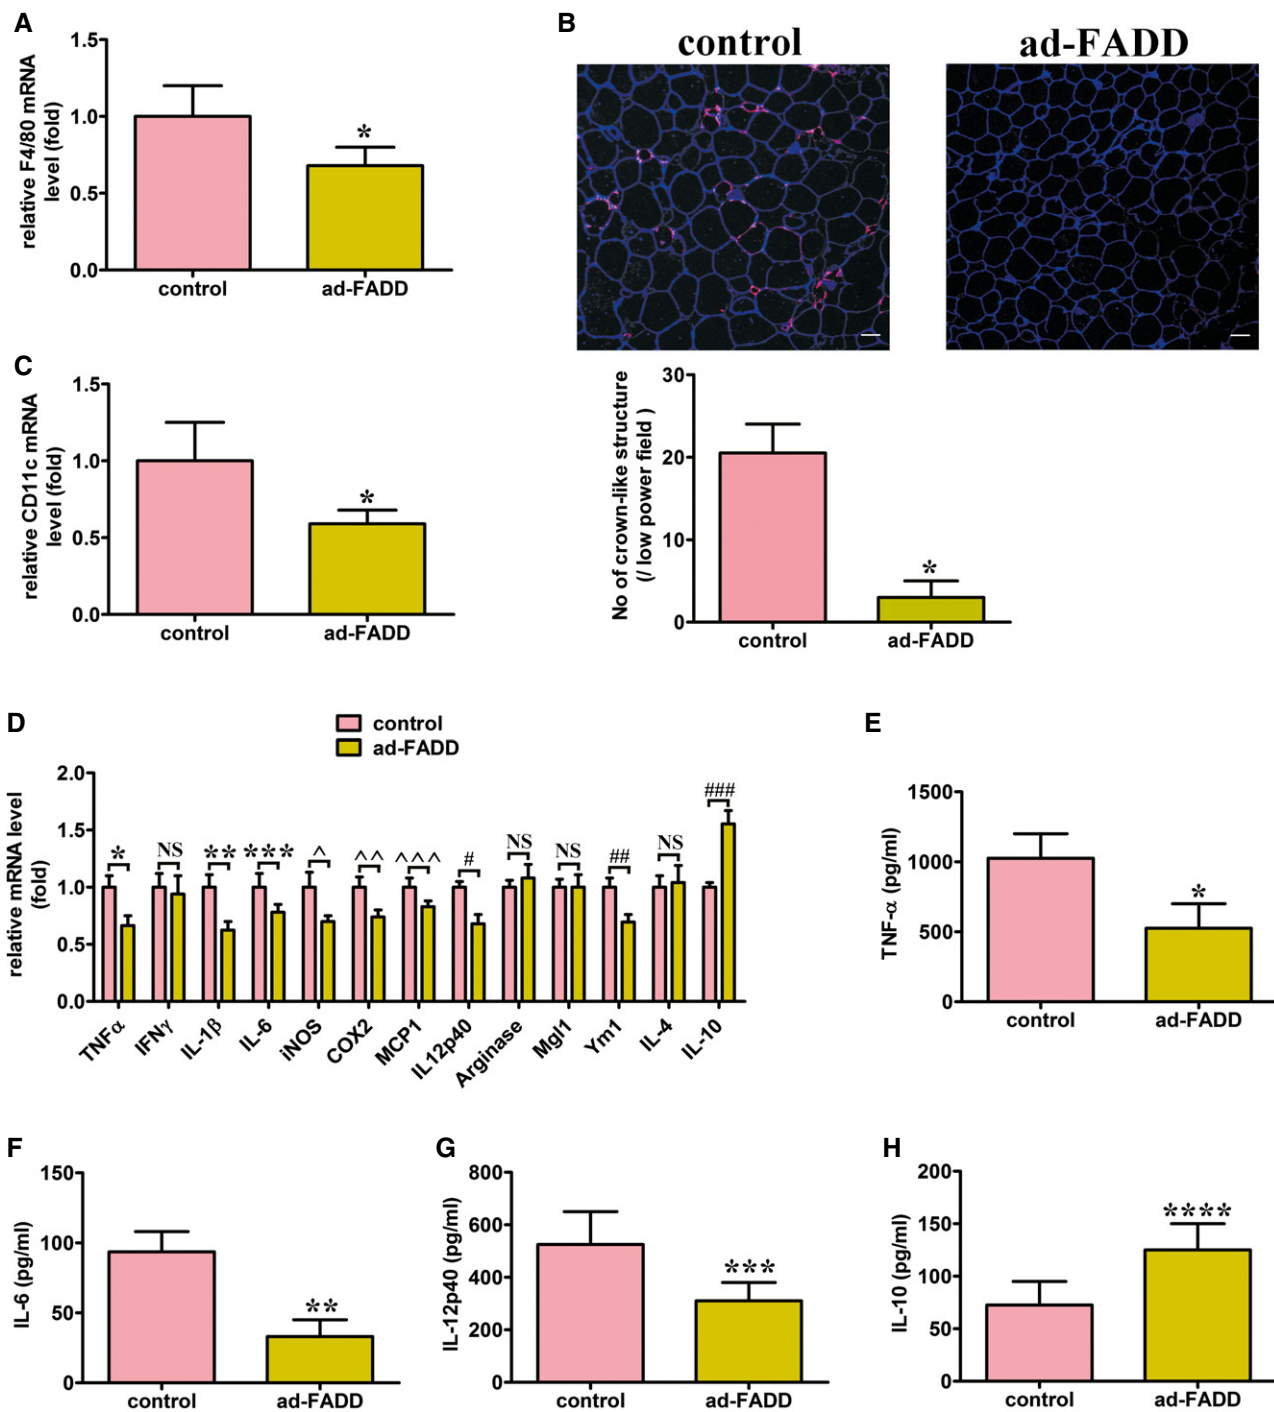 A
relative F4/80 mRNA
level (fold)
1.5
1.0
0.5
0.0
*
control
ad-FADD
B
control
ad-FADD
No of crown-like structure
(/ low power field )
30
20
10
0
*
control
ad-FADD
C
relative CD11c mRNA
level (fold)
1.5
1.0
0.5
0.0
*
control
ad-FADD
D
control
ad-FADD
relative mRNA level
(fold)
2.0
1.5
1.0
0.5
0.0
* NS ** *** ^ ^^ ^^^ # NS NS ## NS ###
TNFα
IFNγ
IL-1β
IL-6
iNOS
COX2
MCP1
IL12p40
Arginase
Mgl1
Ym1
IL-4
IL-10
E
TNF-α (pg/ml)
1500
1000
500
0
*
control
ad-FADD
F
IL-6 (pg/ml)
150
100
50
0
**
control
ad-FADD
G
IL-12p40 (pg/ml)
800
600
400
200
0
***
control
ad-FADD
H
IL-10 (pg/ml)
200
150
100
50
0
****
control
ad-FADD